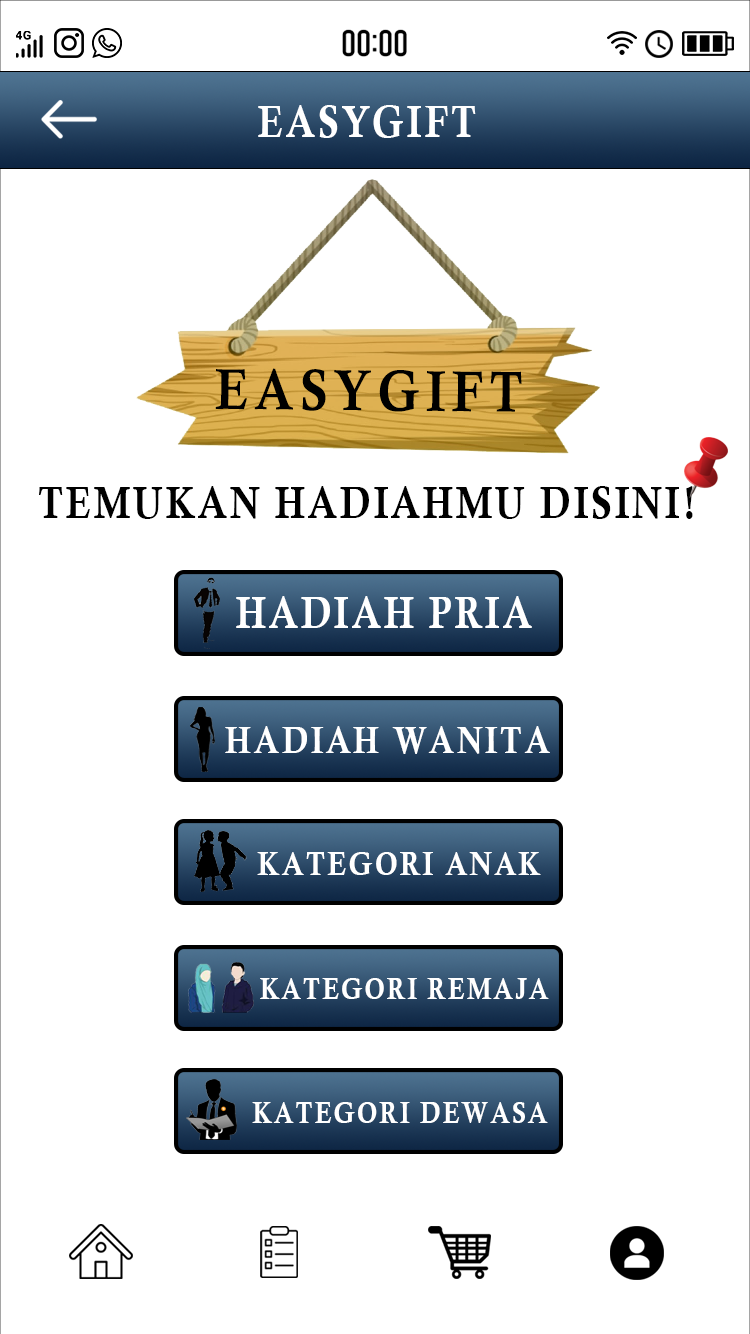 4G
00:00
EASYGIFT
EASYGIFT
TEMUKAN HADIAHMU DISINI!
HADIAH PRIA
HADIAH WANITA
KATEGORI ANAK
KATEGORI REMAJA
KATEGORI DEWASA